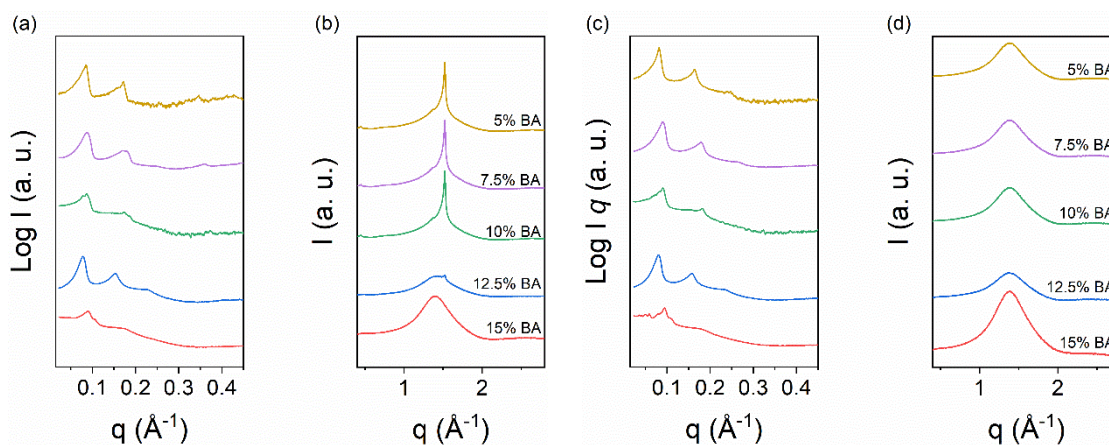 (a)
Log I (a. u.)
0.1 0.2 0.3 0.4
q (Å⁻¹)
(b)
I (a. u.)
5% BA
7.5% BA
10% BA
12.5% BA
15% BA
1 2
q (Å⁻¹)
(c)
Log I q (a. u.)
0.1 0.2 0.3 0.4
q (Å⁻¹)
(d)
I (a. u.)
5% BA
7.5% BA
10% BA
12.5% BA
15% BA
1 2
q (Å⁻¹)